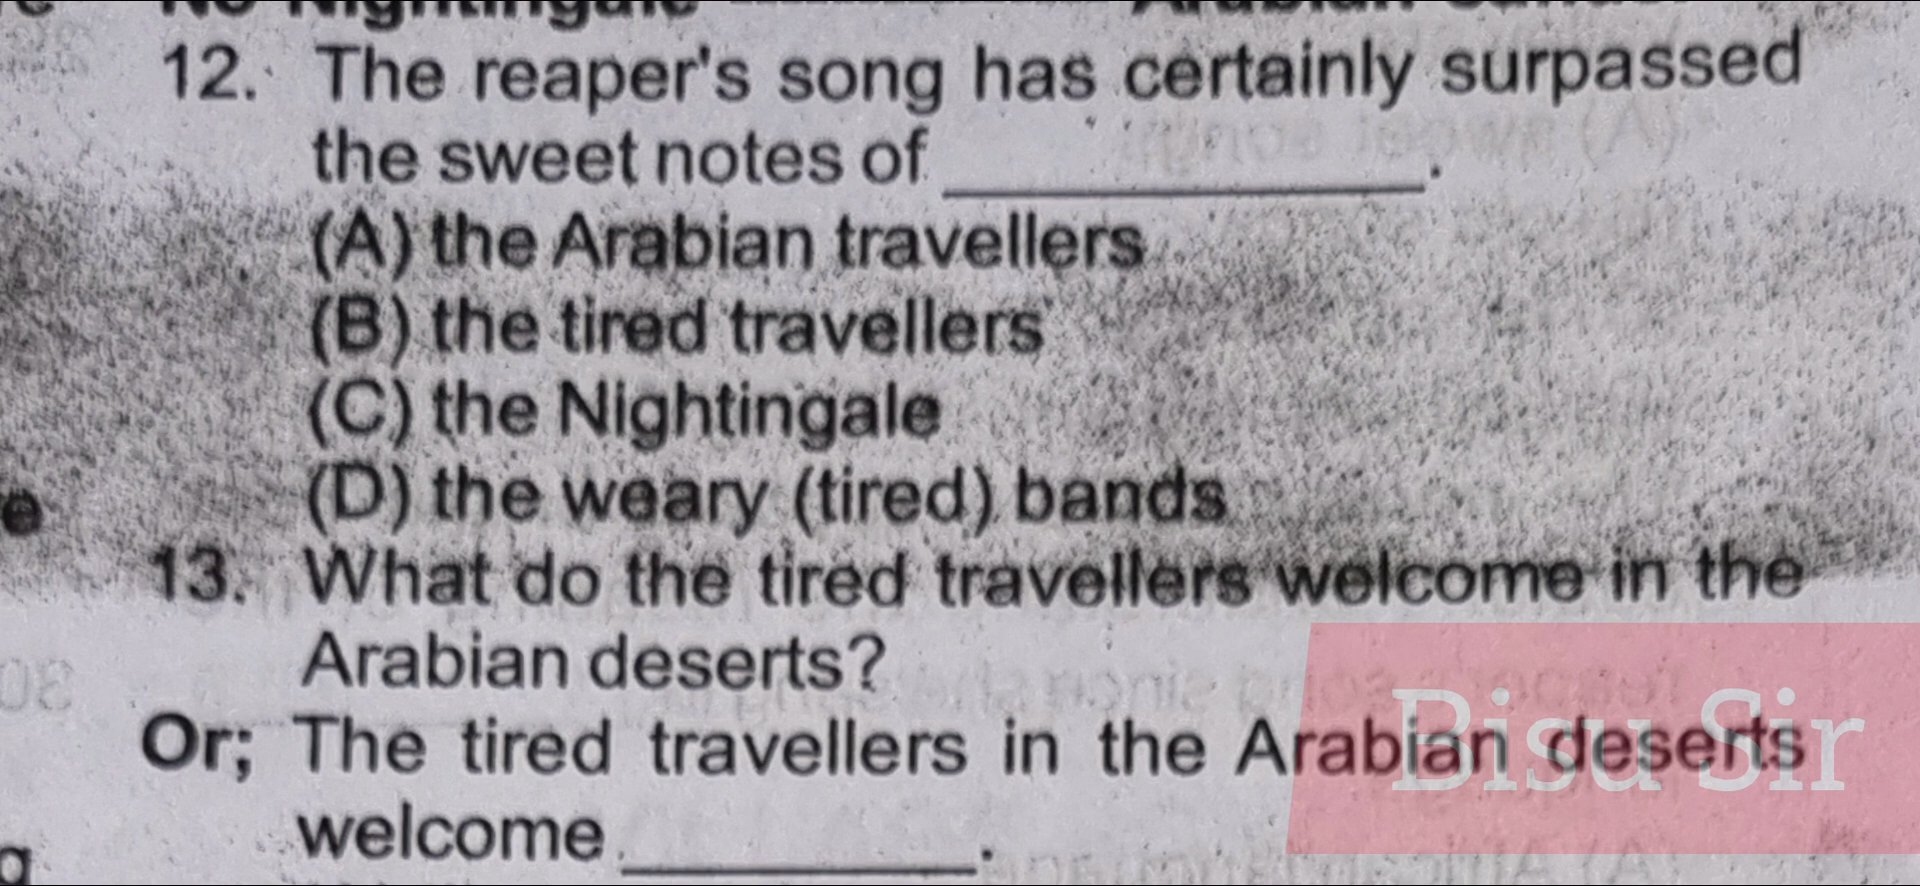 No Nightingale
12. The reaper's song has certainly surpassed
the sweet notes of ____________.
(A) the Arabian travellers
(B) the tired travellers
(C) the Nightingale
(D) the weary (tired) bands
13. What do the tired travellers welcome in the
Arabian deserts?
Or; The tired travellers in the Arabian deserts
welcome ____________.
Bisu Sir